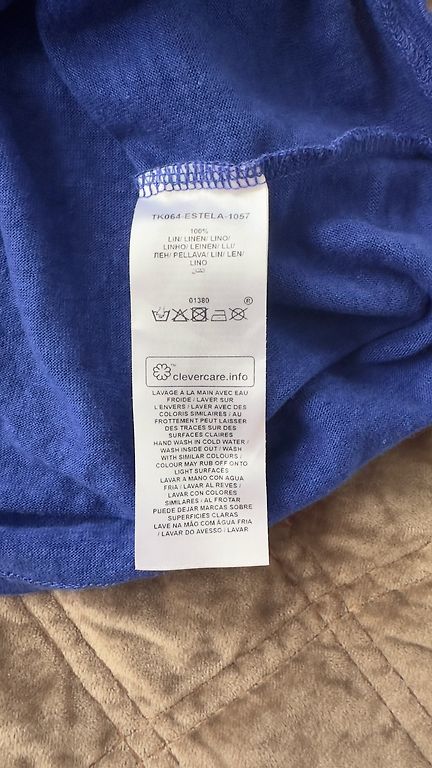 TK064-ESTELA-1057
100%
LIN/ LINEN/ LINO/
LINHO/ LEINEN/ LLI/
ЛЕН/ PELLAVA/ LIN/ LEN/
LINO
كتان
01380 ®
™
clevercare.info
LAVAGE A LA MAIN AVEC EAU
FROIDE / LAVER SUR
L ENVERS / LAVER AVEC DES
COLORIS SIMILAIRES / AU
FROTTEMENT PEUT LAISSER
DES TRACES SUR DES
SURFACES CLAIRES
HAND WASH IN COLD WATER /
WASH INSIDE OUT / WASH
WITH SIMILAR COLOURS /
COLOUR MAY RUB OFF ONTO
LIGHT SURFACES
LAVAR A MANO CON AGUA
FRIA / LAVAR AL REVES /
LAVAR CON COLORES
SIMILARES / AL FROTAR
PUEDE DEJAR MARCAS SOBRE
SUPERFICIES CLARAS
LAVE NA MÃO COM ÁGUA FRIA
/ LAVAR DO AVESSO / LAVAR